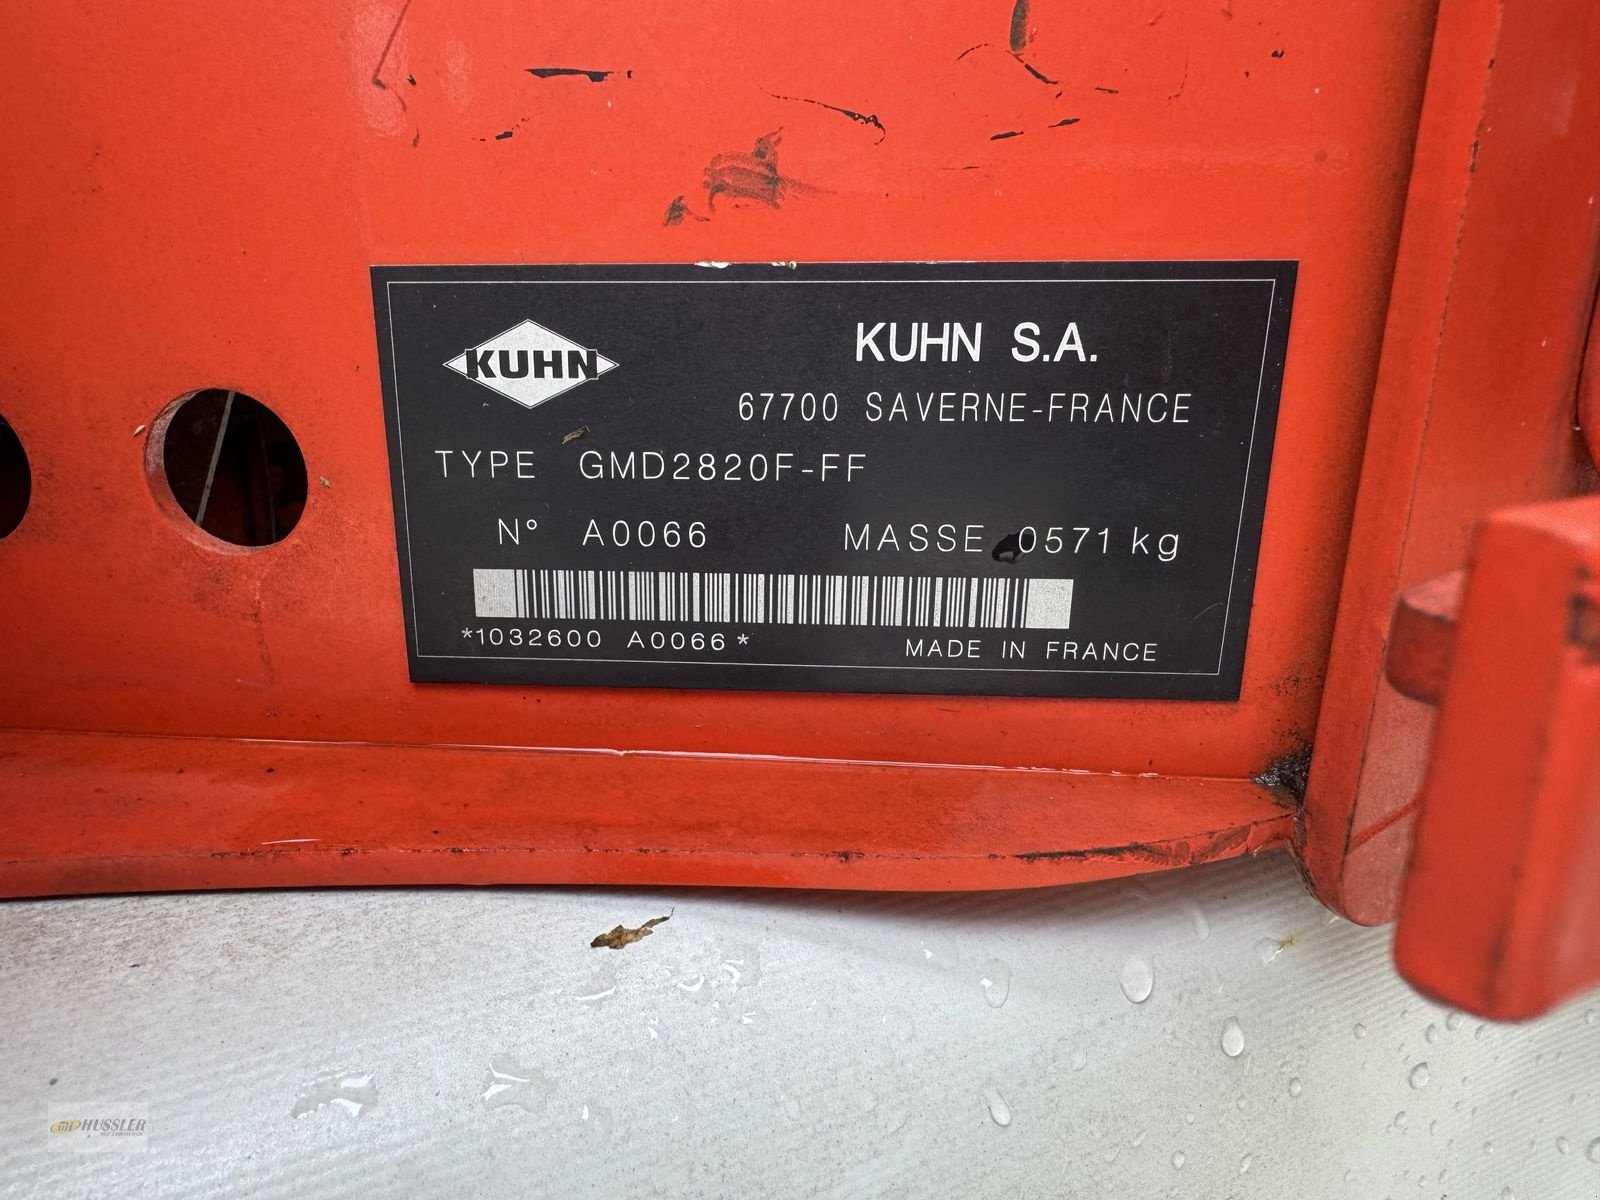 KUHN
KUHN S.A.
67700 SAVERNE-FRANCE
TYPE GMD2820F-FF
N° A0066 MASSE 0571 kg
*1032600 A0066*
MADE IN FRANCE
HUSSLER